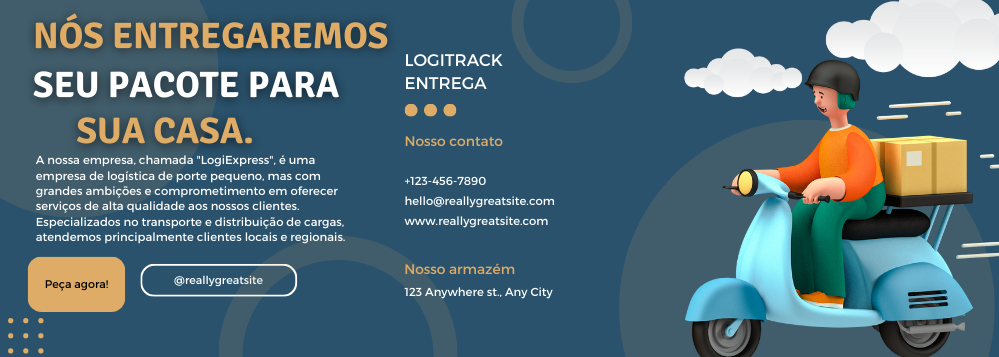 NÓS ENTREGAREMOS
SEU PACOTE PARA
SUA CASA.
A nossa empresa, chamada "LogiExpress", é uma
empresa de logística de porte pequeno, mas com
grandes ambições e comprometimento em oferecer
serviços de alta qualidade aos nossos clientes.
Especializados no transporte e distribuição de cargas,
atendemos principalmente clientes locais e regionais.
Peça agora!
@reallygreatsite
LOGITRACK
ENTREGA
Nosso contato
+123-456-7890
hello@reallygreatsite.com
www.reallygreatsite.com
Nosso armazém
123 Anywhere st., Any City